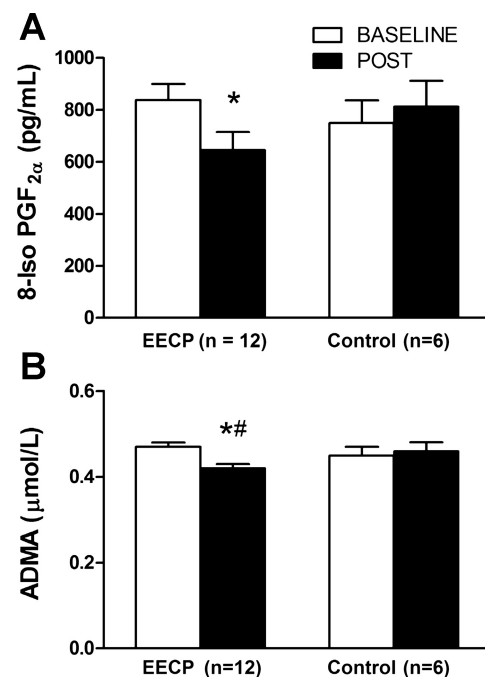 A
BASELINE
POST
8-Iso PGF2α (pg/mL)
1000
800
600
400
200
0
*
EECP (n = 12)
Control (n=6)
B
ADMA (μmol/L)
0.6
0.4
0.2
0.0
*#
EECP (n=12)
Control (n=6)